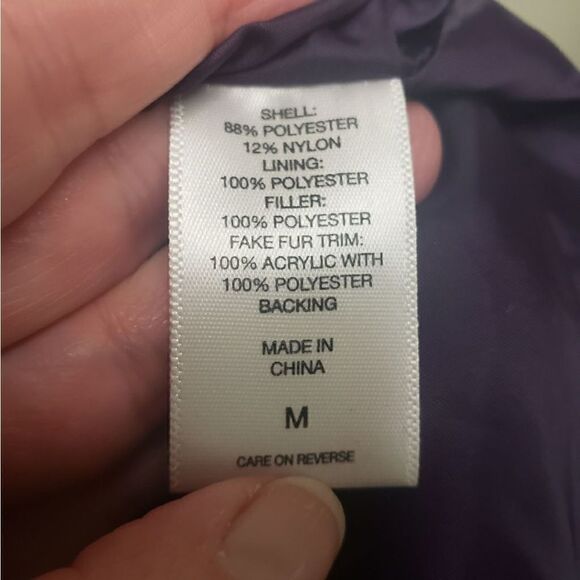 SHELL:
88% POLYESTER
12% NYLON
LINING:
100% POLYESTER
FILLER:
100% POLYESTER
FAKE FUR TRIM:
100% ACRYLIC WITH
100% POLYESTER
BACKING
MADE IN
CHINA
M
CARE ON REVERSE